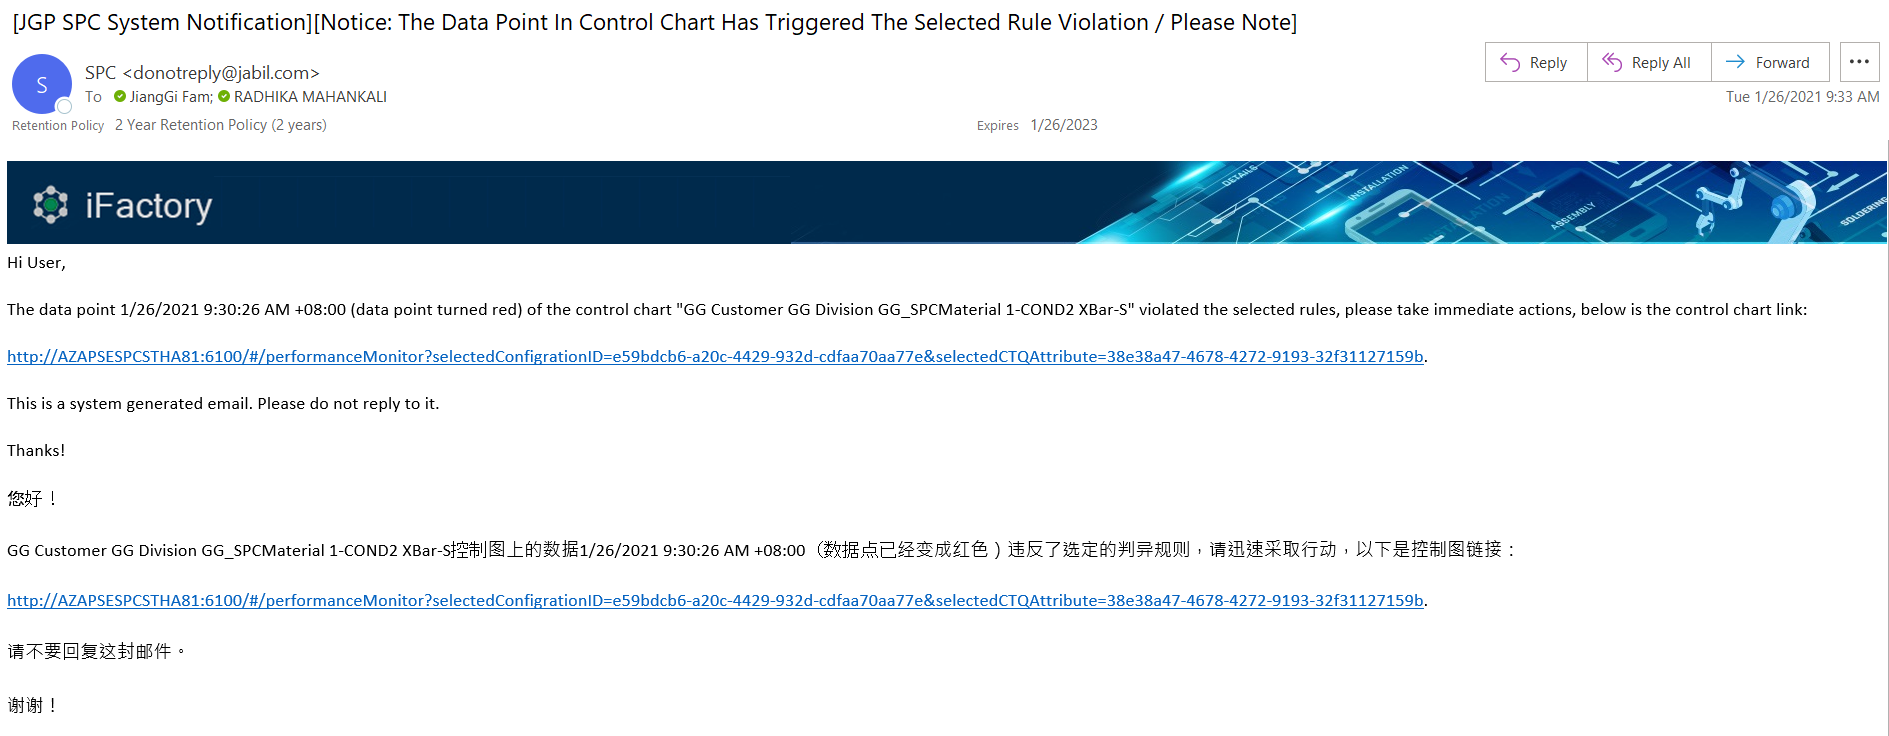 [JGP SPC System Notification][Notice: The Data Point In Control Chart Has Triggered The Selected Rule Violation / Please Note]
S
SPC <donotreply@jabil.com>
To JiangGi Fam; RADHIKA MAHANKALI
Reply Reply All Forward ...
Tue 1/26/2021 9:33 AM
Retention Policy 2 Year Retention Policy (2 years) Expires 1/26/2023
iFactory
DETAILS
INSTALLATION
INSTALLATION
ASSEMBLY
SOLDERING
Hi User,
The data point 1/26/2021 9:30:26 AM +08:00 (data point turned red) of the control chart "GG Customer GG Division GG_SPCMaterial 1-COND2 XBar-S" violated the selected rules, please take immediate actions, below is the control chart link:
http://AZAPSESPCSTHA81:6100/#/performanceMonitor?selectedConfigrationID=e59bdcb6-a20c-4429-932d-cdfaa70aa77e&selectedCTQAttribute=38e38a47-4678-4272-9193-32f31127159b.
This is a system generated email. Please do not reply to it.
Thanks!
您好！
GG Customer GG Division GG_SPCMaterial 1-COND2 XBar-S控制图上的数据1/26/2021 9:30:26 AM +08:00（数据点已经变成红色）违反了选定的判异规则，请迅速采取行动，以下是控制图链接：
http://AZAPSESPCSTHA81:6100/#/performanceMonitor?selectedConfigrationID=e59bdcb6-a20c-4429-932d-cdfaa70aa77e&selectedCTQAttribute=38e38a47-4678-4272-9193-32f31127159b.
请不要回复这封邮件。
谢谢！